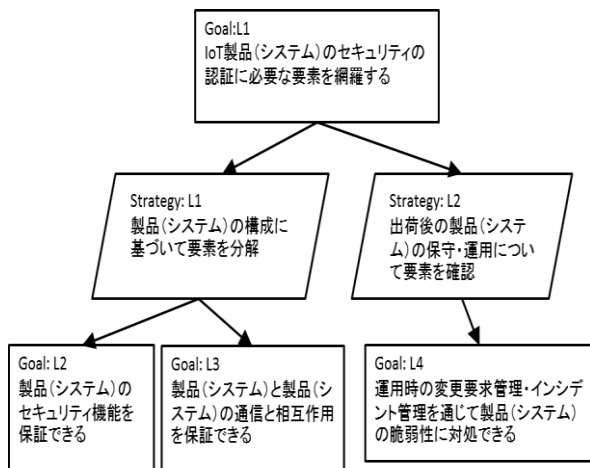 Goal:L1
IoT製品(システム)のセキュリティの
認証に必要な要素を網羅する
Strategy: L1
製品(システム)の構成に
基づいて要素を分解
Strategy: L2
出荷後の製品(システ
ム)の保守・運用につい
て要素を確認
Goal: L2
製品(システム)の
セキュリティ機能を
保証できる
Goal: L3
製品(システム)と製品(シ
ステム)の通信と相互作用
を保証できる
Goal: L4
運用時の変更要求管理・インシ
デント管理を通じて製品(システム)
の脆弱性に対処できる